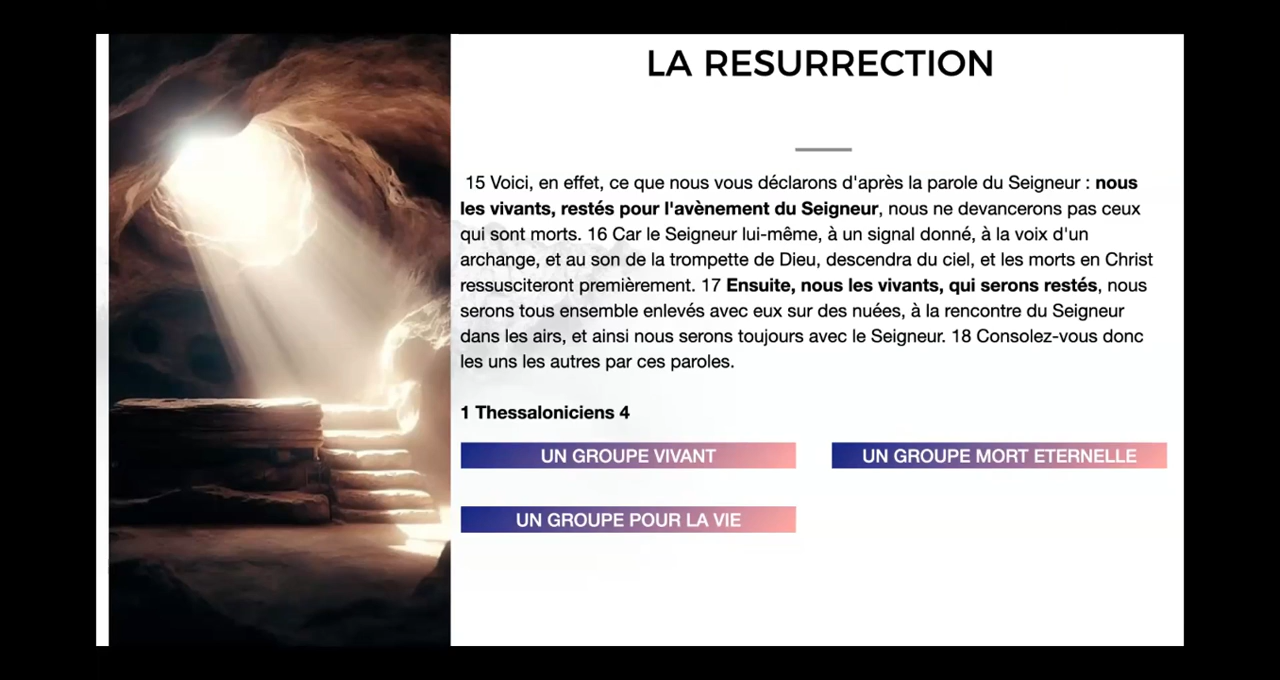 LA RESURRECTION
15 Voici, en effet, ce que nous vous déclarons d'après la parole du Seigneur : nous
les vivants, restés pour l'avènement du Seigneur, nous ne devancerons pas ceux
qui sont morts. 16 Car le Seigneur lui-même, à un signal donné, à la voix d'un
archange, et au son de la trompette de Dieu, descendra du ciel, et les morts en Christ
ressusciteront premièrement. 17 Ensuite, nous les vivants, qui serons restés, nous
serons tous ensemble enlevés avec eux sur des nuées, à la rencontre du Seigneur
dans les airs, et ainsi nous serons toujours avec le Seigneur. 18 Consolez-vous donc
les uns les autres par ces paroles.
1 Thessaloniciens 4
UN GROUPE VIVANT
UN GROUPE MORT ETERNELLE
UN GROUPE POUR LA VIE